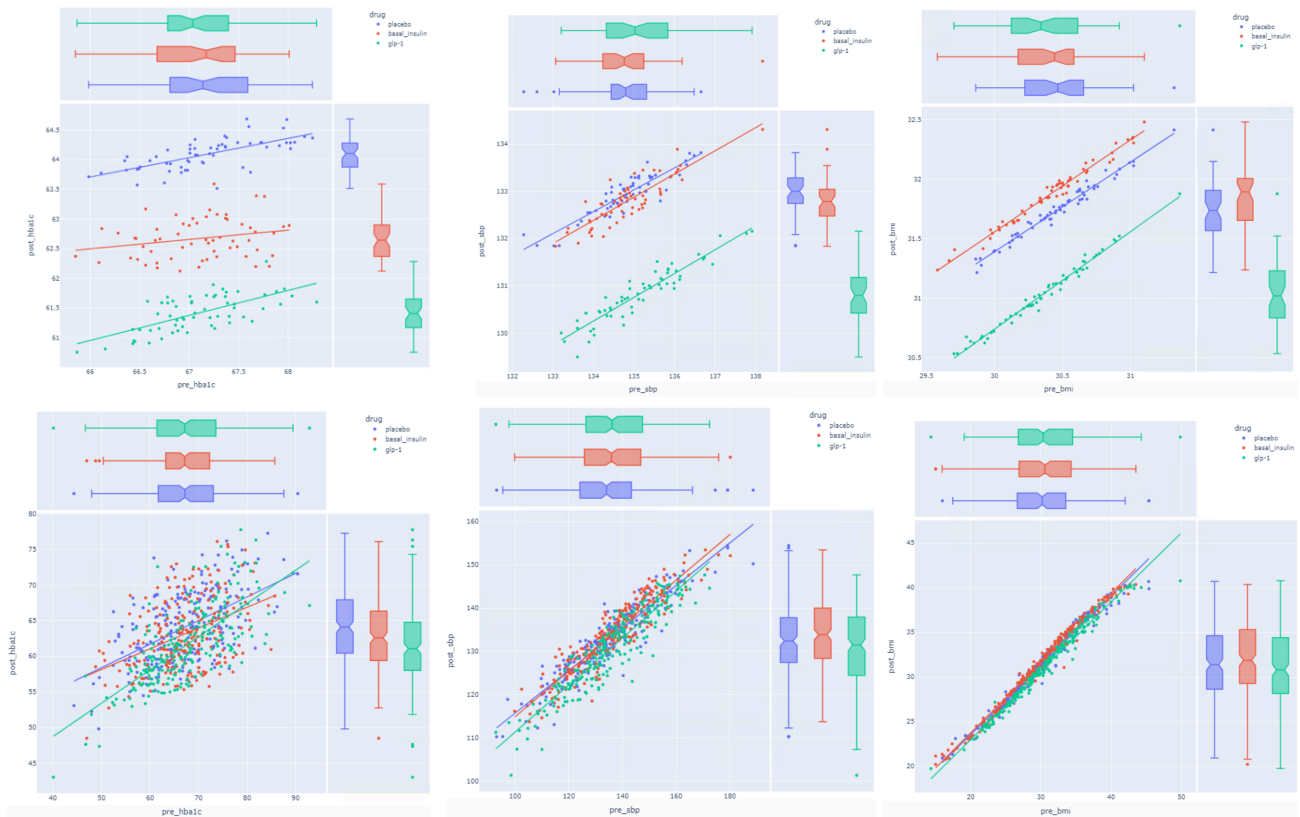 drug
placebo
basal_insulin
glp-1
64.5
64
63.5
63
62.5
62
61.5
61
post_hba1c
66
66.5
67
67.5
68
pre_hba1c
drug
placebo
basal_insulin
glp-1
134
133
132
131
130
post_sbp
132
133
134
135
136
137
138
pre_sbp
drug
placebo
basal_insulin
glp-1
32.5
32
31.5
31
30.5
post_bmi
29.5
30
30.5
31
pre_bmi
drug
placebo
basal_insulin
glp-1
80
75
70
65
60
55
50
45
post_hba1c
40
50
60
70
80
90
pre_hba1c
drug
placebo
basal_insulin
glp-1
160
150
140
130
120
110
100
post_sbp
100
120
140
160
180
pre_sbp
drug
placebo
basal_insulin
glp-1
45
40
35
30
25
20
post_bmi
20
30
40
50
pre_bmi